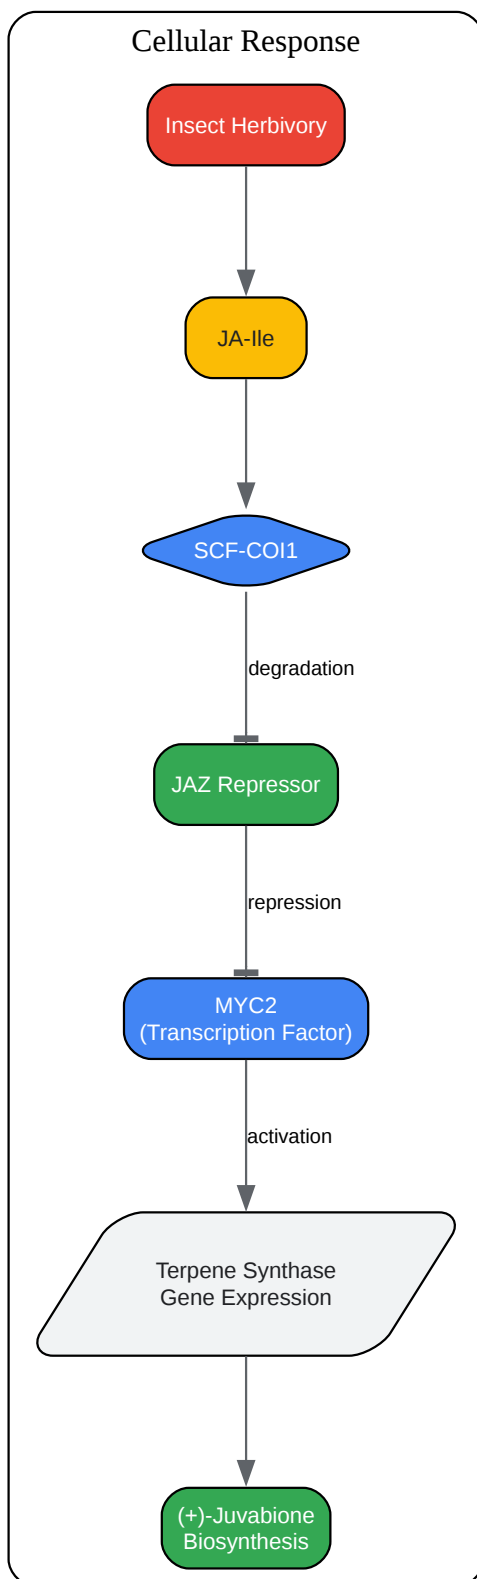 Cellular Response
Insect Herbivory
JA-Ile
SCF-COI1
degradation
JAZ Repressor
repression
MYC2
(Transcription Factor)
activation
Terpene Synthase
Gene Expression
(+)-Juvabione
Biosynthesis